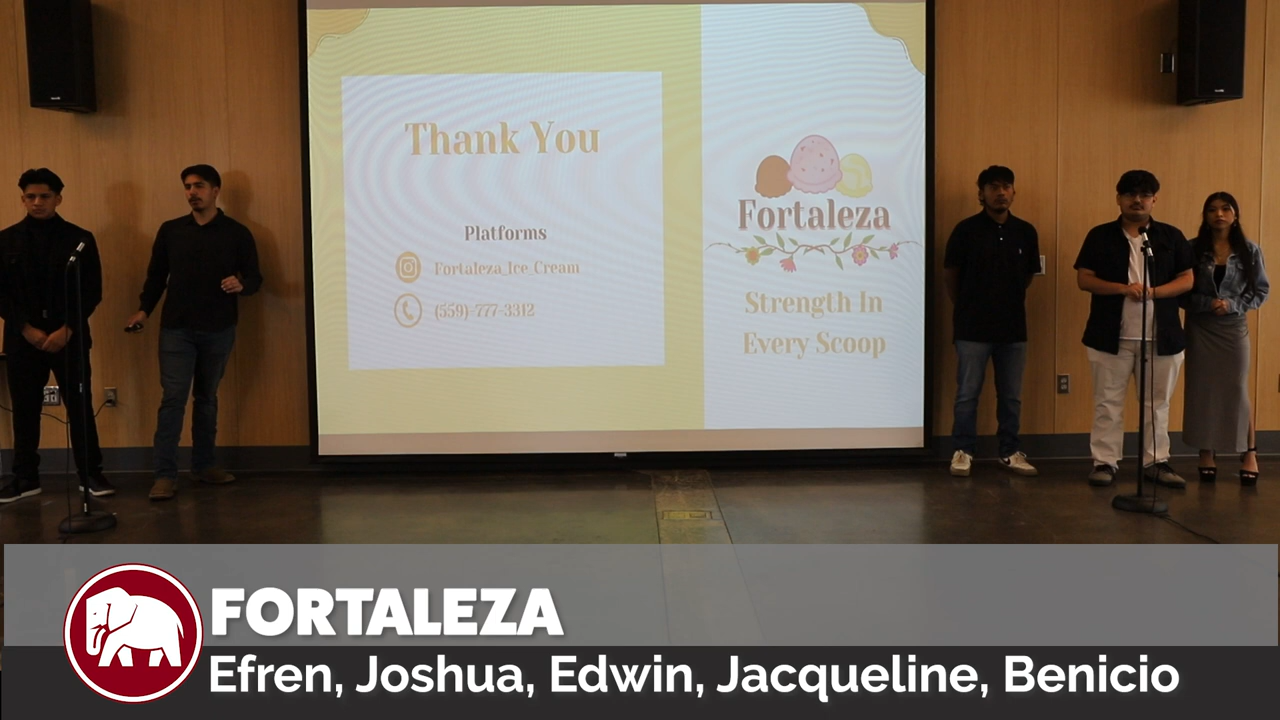 Thank You
Platforms
Fortaleza_Ice_Cream
(559)-777-3312
Fortaleza
Strength In
Every Scoop
FORTALEZA
Efren, Joshua, Edwin, Jacqueline, Benicio